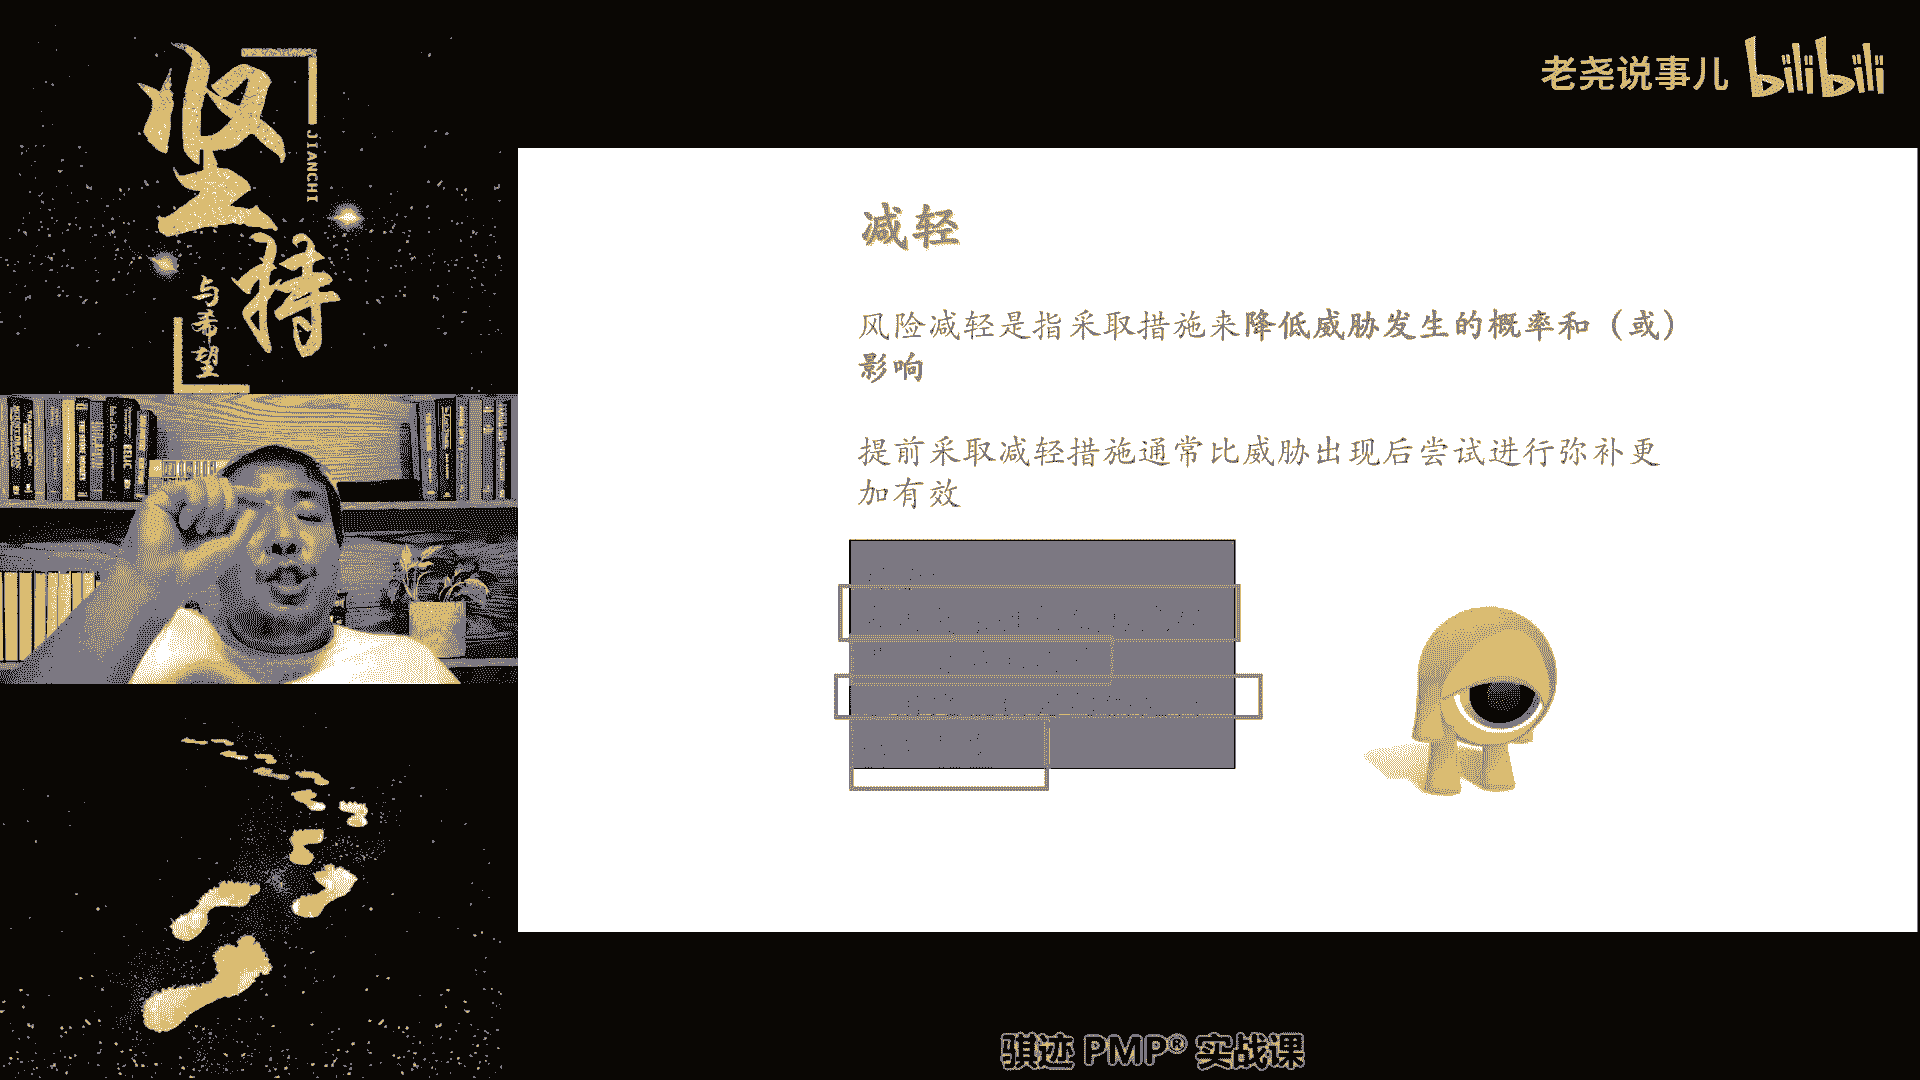 坚持
JIANCHI
与希望
老尧说事儿 bilibili
减轻
风险减轻是指采取措施来降低威胁发生的概率和（或）
影响
提前采取减轻措施通常比威胁出现后尝试进行弥补更
加有效
骐迹 PMP® 实战课